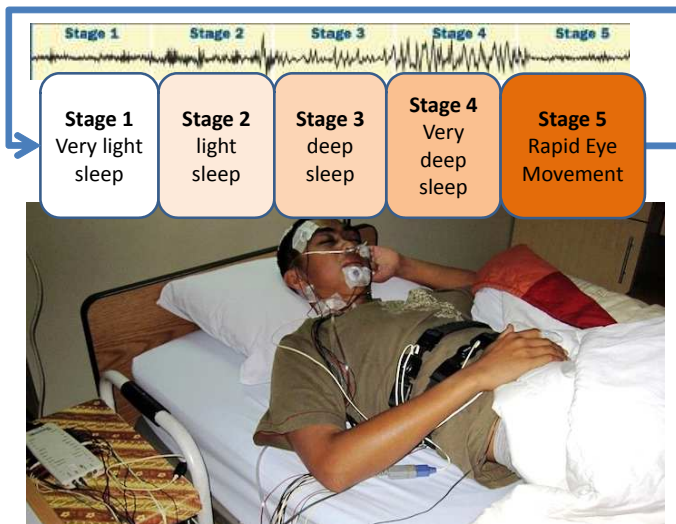 Stage 1 Stage 2 Stage 3 Stage 4 Stage 5
Stage 1
Very light
sleep
Stage 2
light
sleep
Stage 3
deep
sleep
Stage 4
Very
deep
sleep
Stage 5
Rapid Eye
Movement